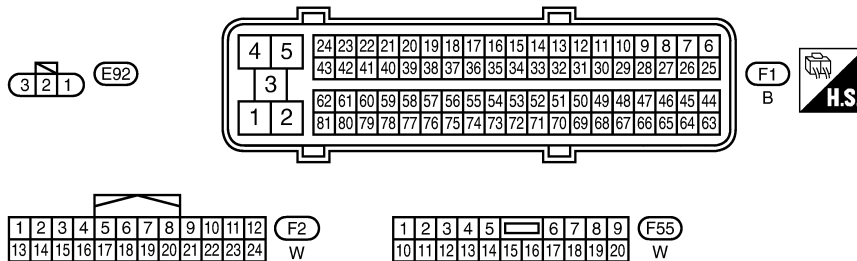 4 5 24 23 22 21 20 19 18 17 16 15 14 13 12 11 10 9 8 7 6
43 42 41 40 39 38 37 36 35 34 33 32 31 30 29 28 27 26 25
3
62 61 60 59 58 57 56 55 54 53 52 51 50 49 48 47 46 45 44
1 2 81 80 79 78 77 76 75 74 73 72 71 70 69 68 67 66 65 64 63
3 2 1 E92
F1
B
H.S.
1 2 3 4 5 6 7 8 9 10 11 12 F2
13 14 15 16 17 18 19 20 21 22 23 24 W
1 2 3 4 5 6 7 8 9 F55
10 11 12 13 14 15 16 17 18 19 20 W